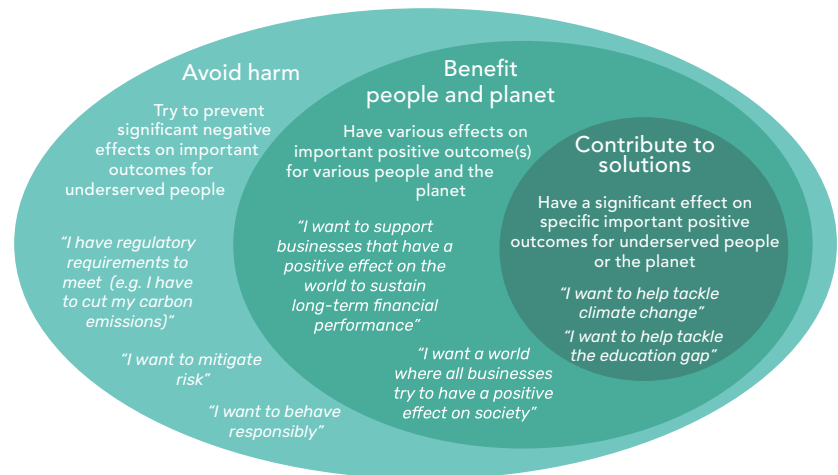 Avoid harm
Try to prevent
significant negative
effects on important
outcomes for
underserved people
“I have regulatory
requirements to
meet  (e.g. I have
to cut my carbon
emissions)”
“I want to mitigate
risk”
“I want to behave
responsibly”
Benefit
people and planet
Have various effects on
important positive outcome(s)
for various people and the
planet
“I want to support
businesses that have a
positive effect on the
world to sustain
long-term financial
performance”
“I want a world
where all businesses
try to have a positive
effect on society”
Contribute to
solutions
Have a significant effect on
specific important positive
outcomes for underserved people
or the planet
“I want to help tackle
climate change”
“I want to help tackle
the education gap”